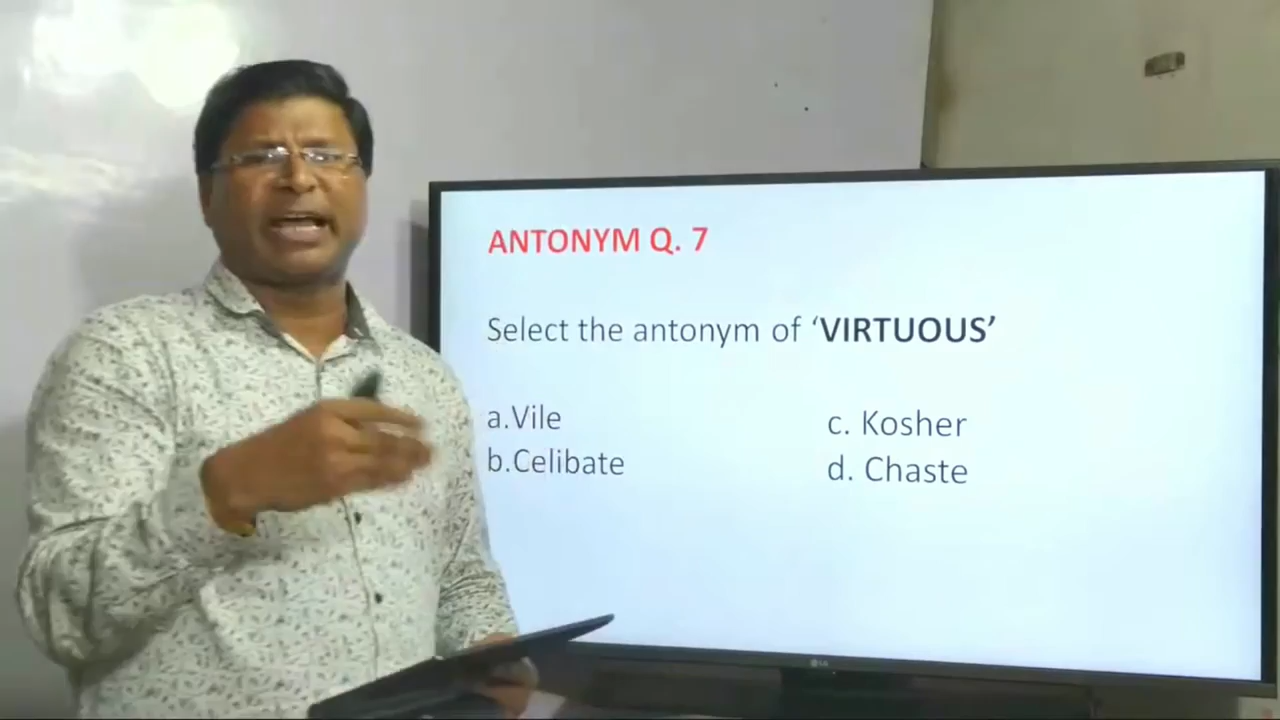 ANTONYM Q. 7
Select the antonym of ‘VIRTUOUS’
a.Vile
b.Celibate
c. Kosher
d. Chaste
LG